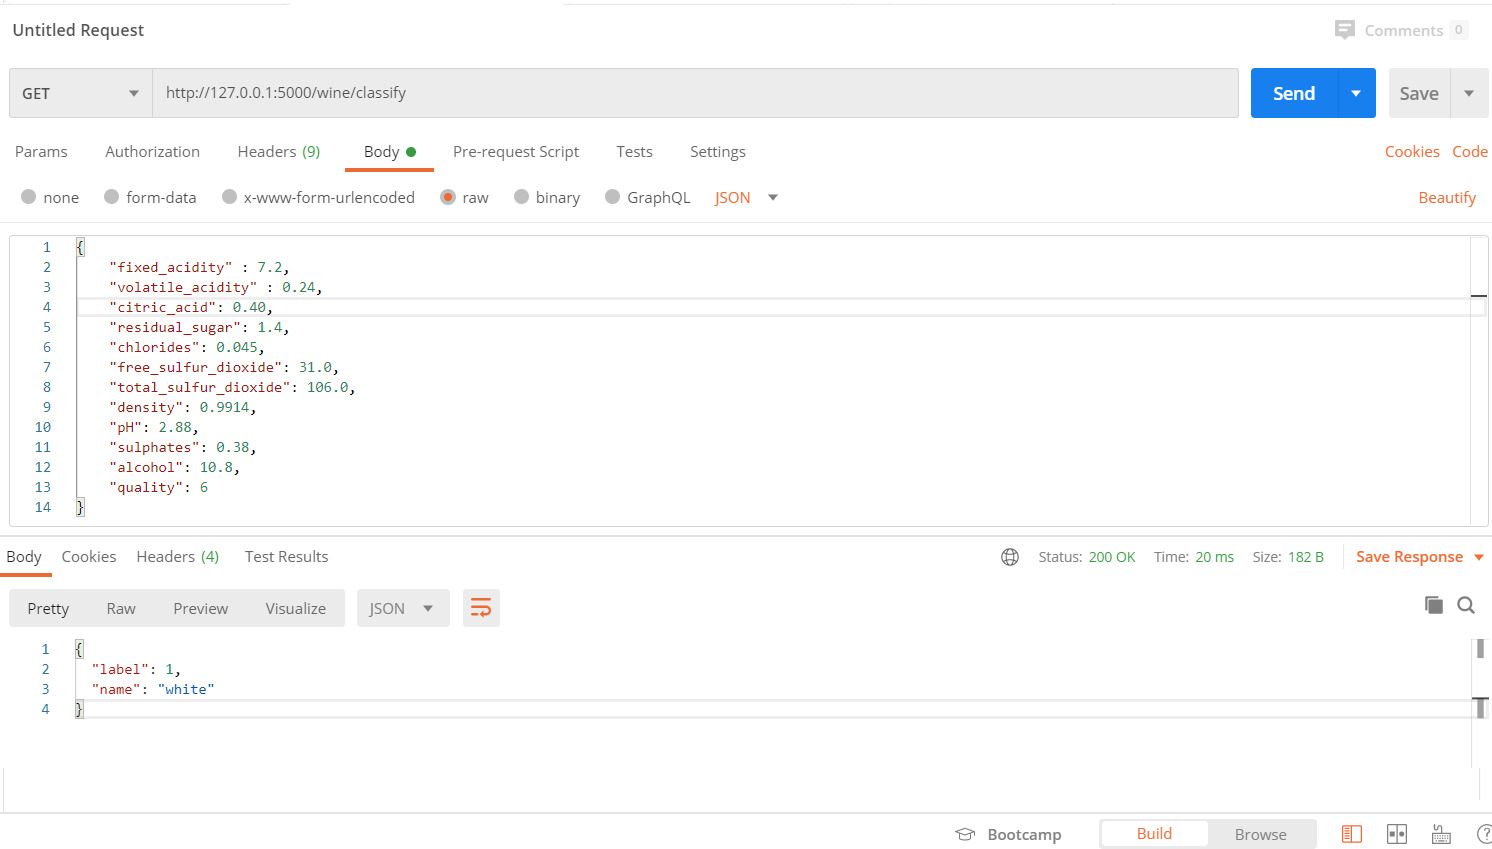 Untitled Request
Comments 0
GET http://127.0.0.1:5000/wine/classify Send Save
Params Authorization Headers (9) Body Pre-request Script Tests Settings Cookies Code
none form-data x-www-form-urlencoded raw binary GraphQL JSON Beautify
1 {
2 "fixed_acidity" : 7.2,
3 "volatile_acidity" : 0.24,
4 "citric_acid": 0.40,
5 "residual_sugar": 1.4,
6 "chlorides": 0.045,
7 "free_sulfur_dioxide": 31.0,
8 "total_sulfur_dioxide": 106.0,
9 "density": 0.9914,
10 "pH": 2.88,
11 "sulphates": 0.38,
12 "alcohol": 10.8,
13 "quality": 6
14 }
Body Cookies Headers (4) Test Results Status: 200 OK Time: 20 ms Size: 182 B Save Response
Pretty Raw Preview Visualize JSON
1 {
2 "label": 1,
3 "name": "white"
4 }
Bootcamp Build Browse ?